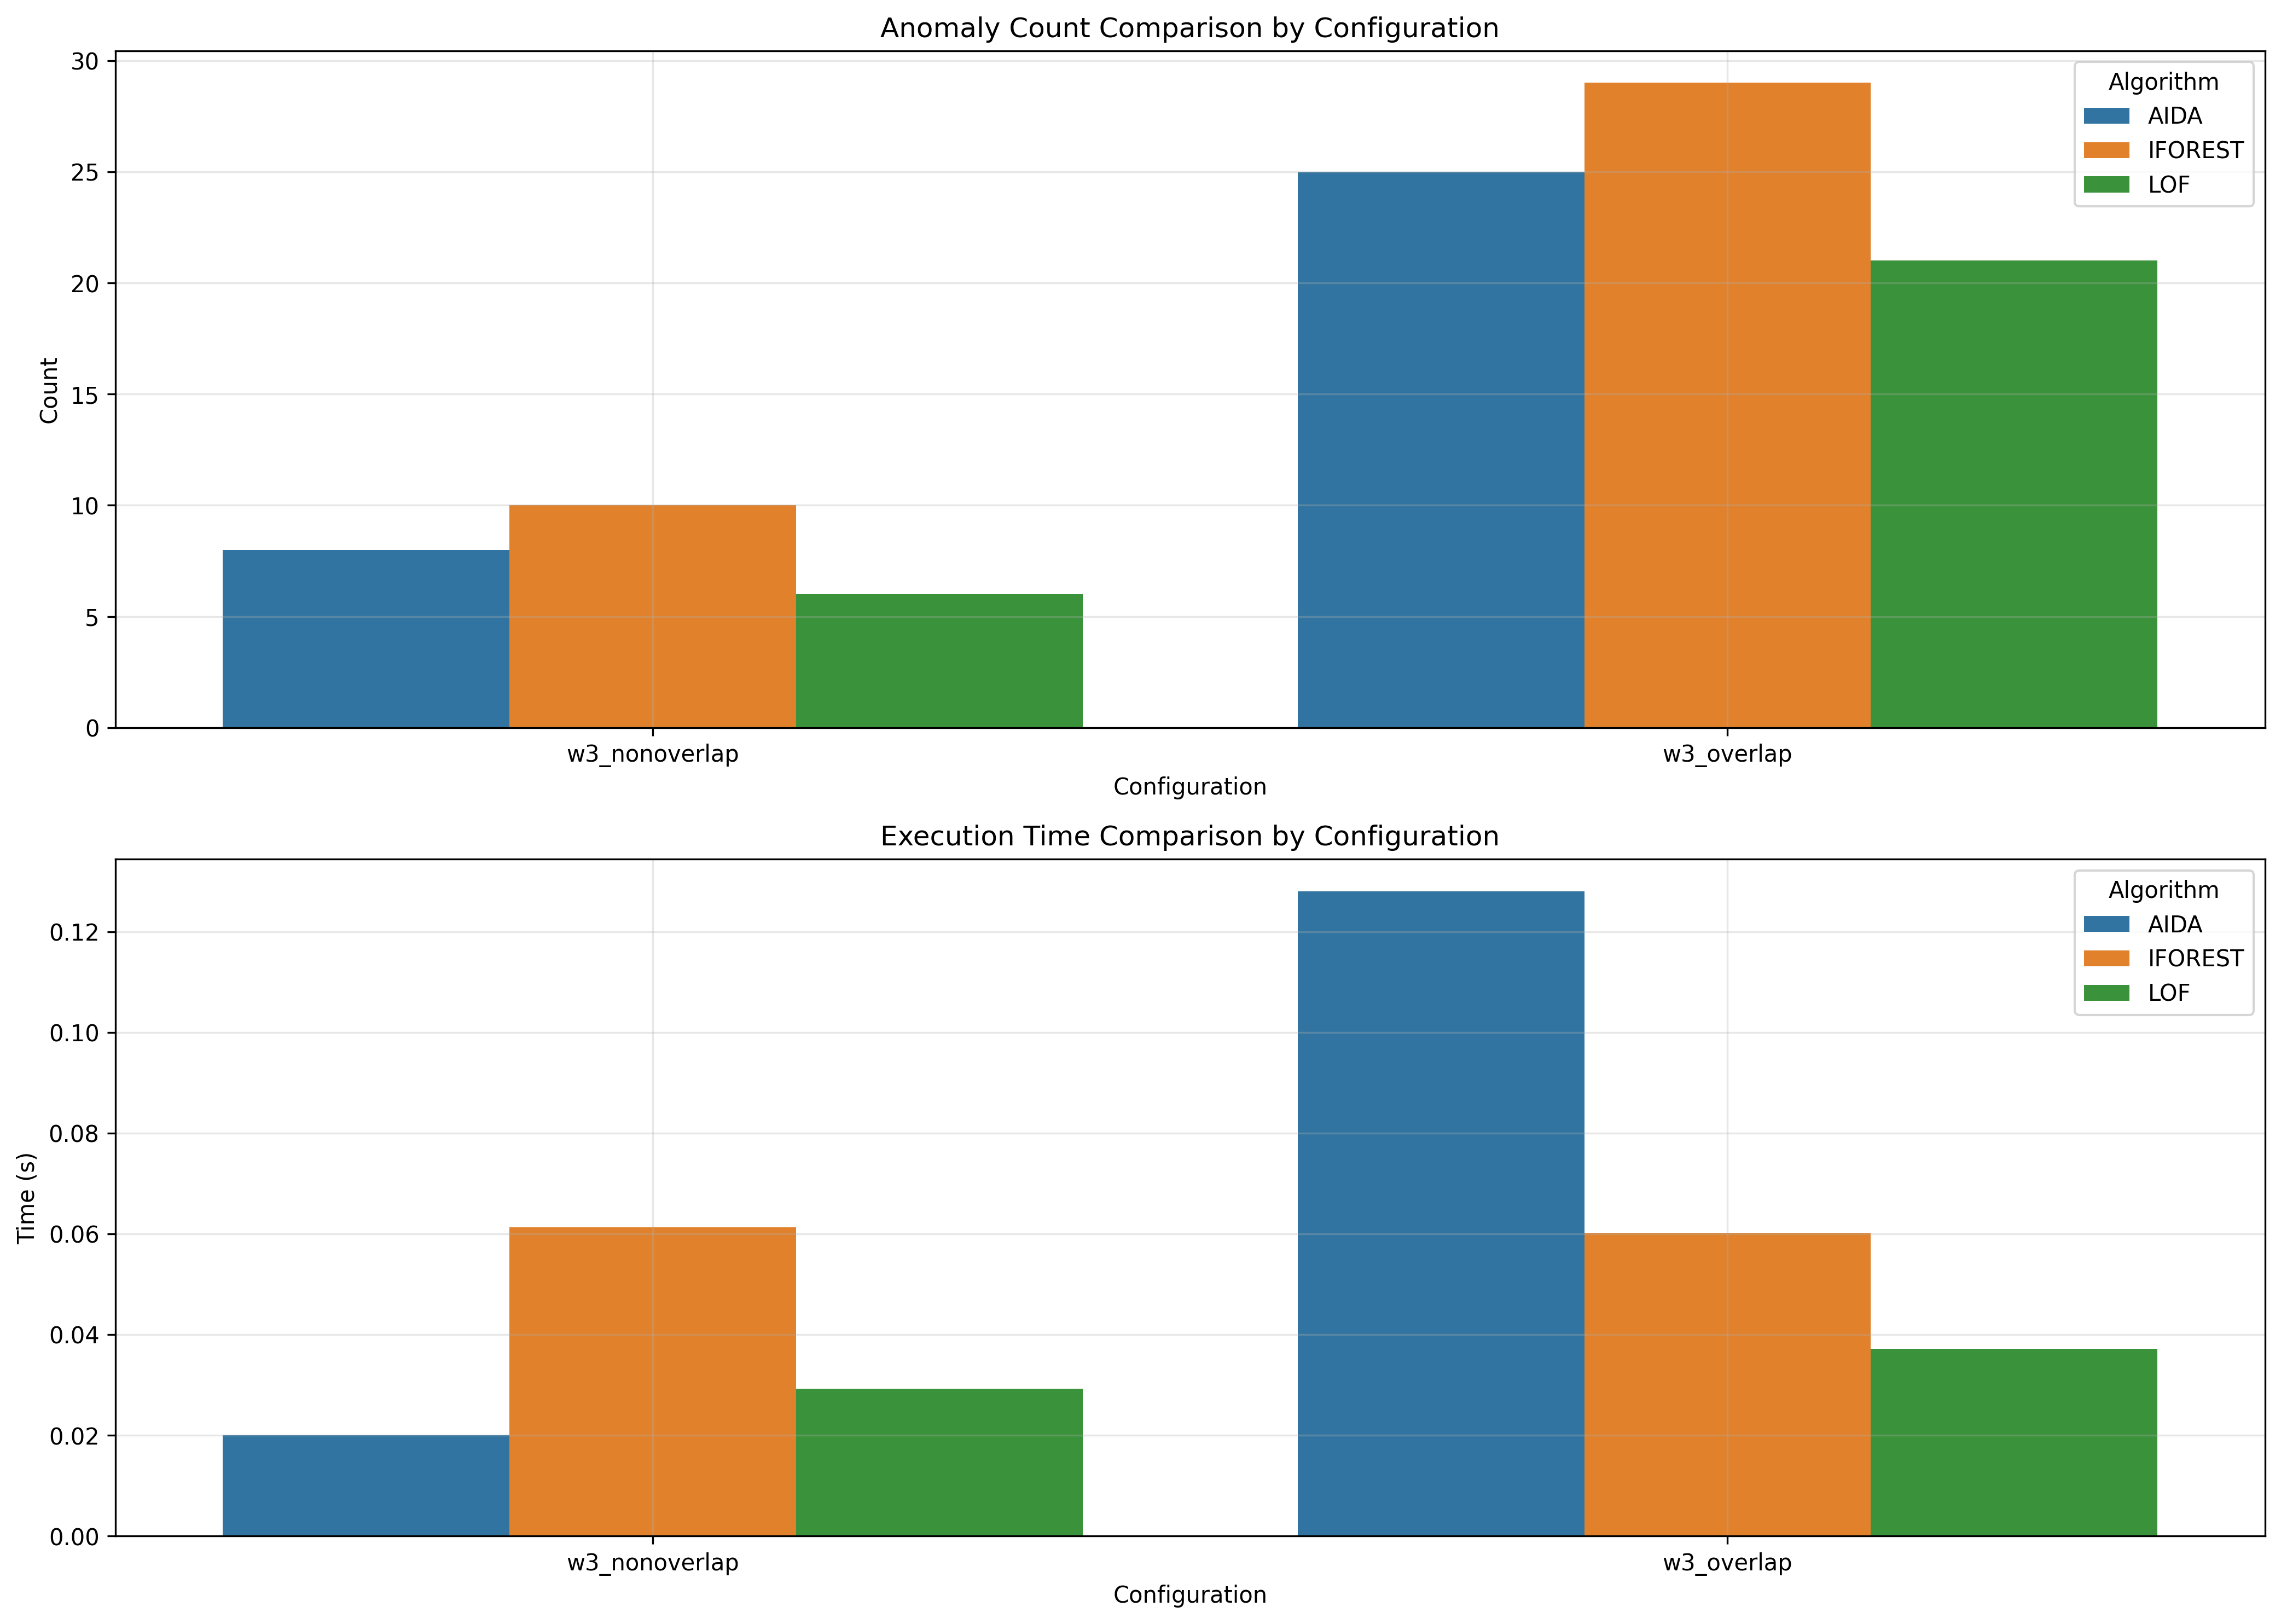 Anomaly Count Comparison by Configuration
30
25
20
15
10
5
0
Count
Algorithm
AIDA
IFOREST
LOF
w3_nonoverlap
w3_overlap
Configuration
Execution Time Comparison by Configuration
0.12
0.10
0.08
0.06
0.04
0.02
0.00
Time (s)
Algorithm
AIDA
IFOREST
LOF
w3_nonoverlap
w3_overlap
Configuration